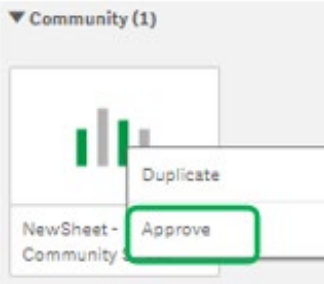 Community (1)
Duplicate
NewSheet -
Approve
Community